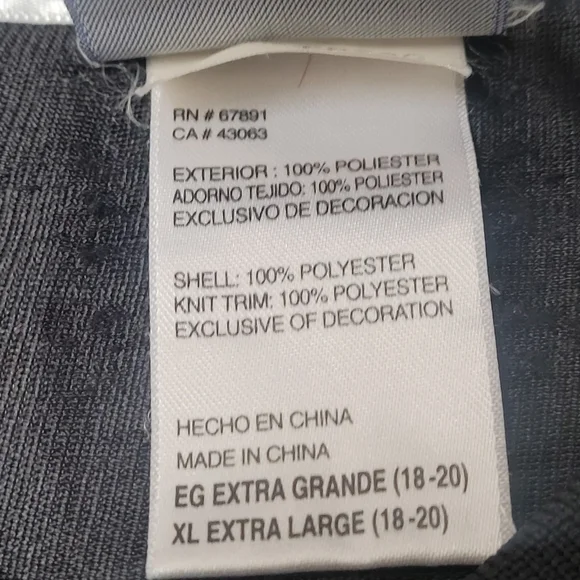 RN # 67891
CA # 43063
EXTERIOR : 100% POLIESTER
ADORNO TEJIDO: 100% POLIESTER
EXCLUSIVO DE DECORACION
SHELL: 100% POLYESTER
KNIT TRIM: 100% POLYESTER
EXCLUSIVE OF DECORATION
HECHO EN CHINA
MADE IN CHINA
EG EXTRA GRANDE (18-20)
XL EXTRA LARGE (18-20)